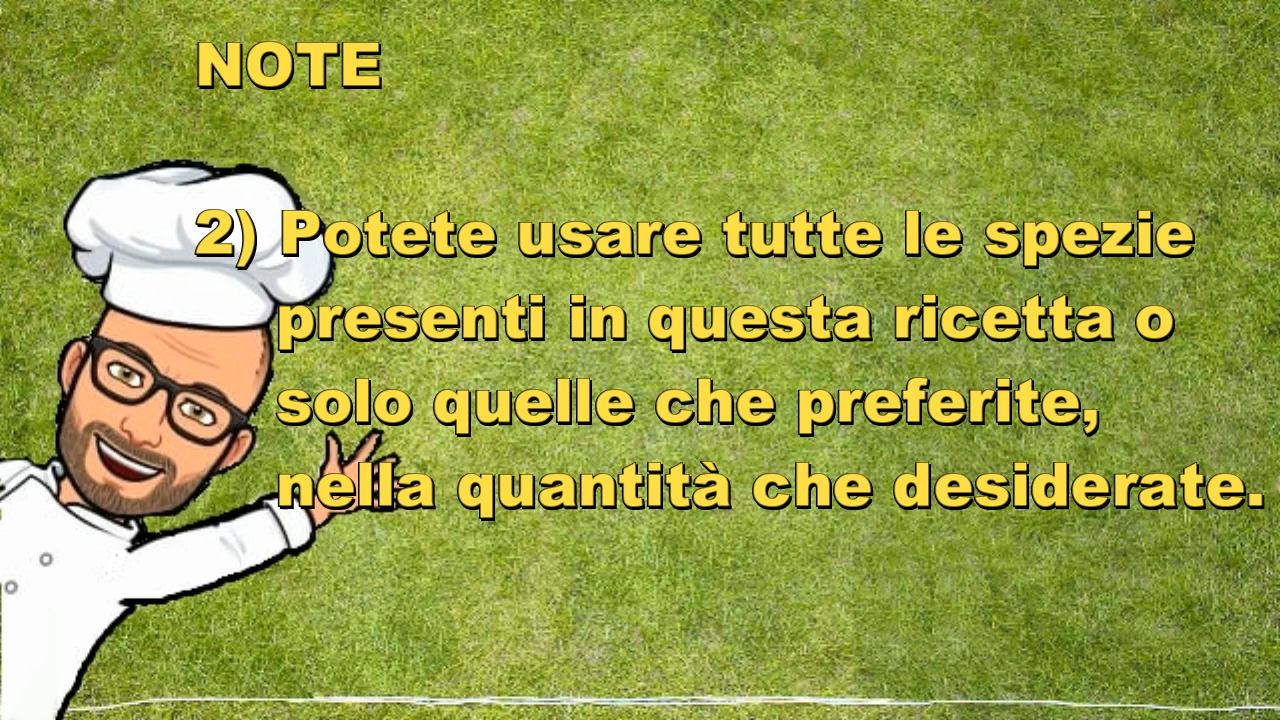 NOTE
2) Potete usare tutte le spezie
presenti in questa ricetta o
solo quelle che preferite,
nella quantità che desiderate.